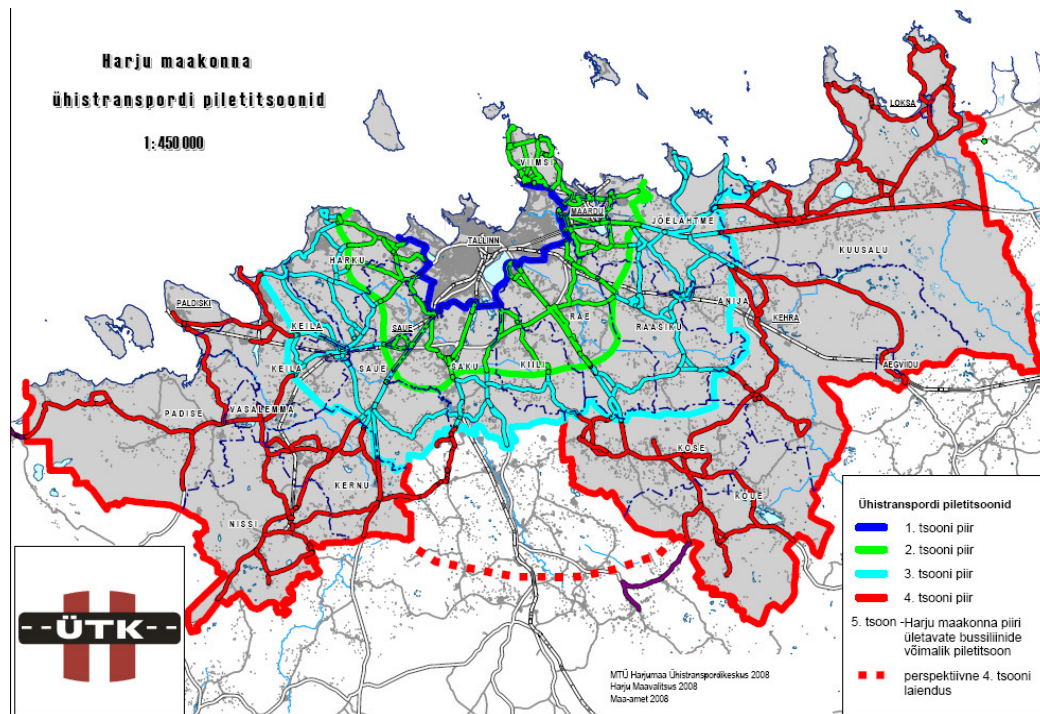 Harju maakonna
ühistranspordi piletitsoonid
1: 450 000
LOKSA
VIIMSI
MAARDU
JÕELÄHTME
TALLINN
KUUSALU
HARKU
PALDISKI
ANIJA
KEILA
SAUE
RAE
RAASIKU
KEHRA
KEILA
SAUE
SAKU
KIILI
AEGVIIDU
PADISE
VASALEMMA
KOSE
KERNU
KÕUE
NISSI
Ühistranspordi piletitsoonid
1. tsooni piir
2. tsooni piir
3. tsooni piir
4. tsooni piir
5. tsoon -Harju maakonna piiri
ületavate bussiliinide
võimalik piletitsoon
perspektiivne 4. tsooni
laiendus
ÜTK
MTÜ Harjumaa Ühistranspordikeskus 2008
Harju Maavalitsus 2008
Maa-amet 2008